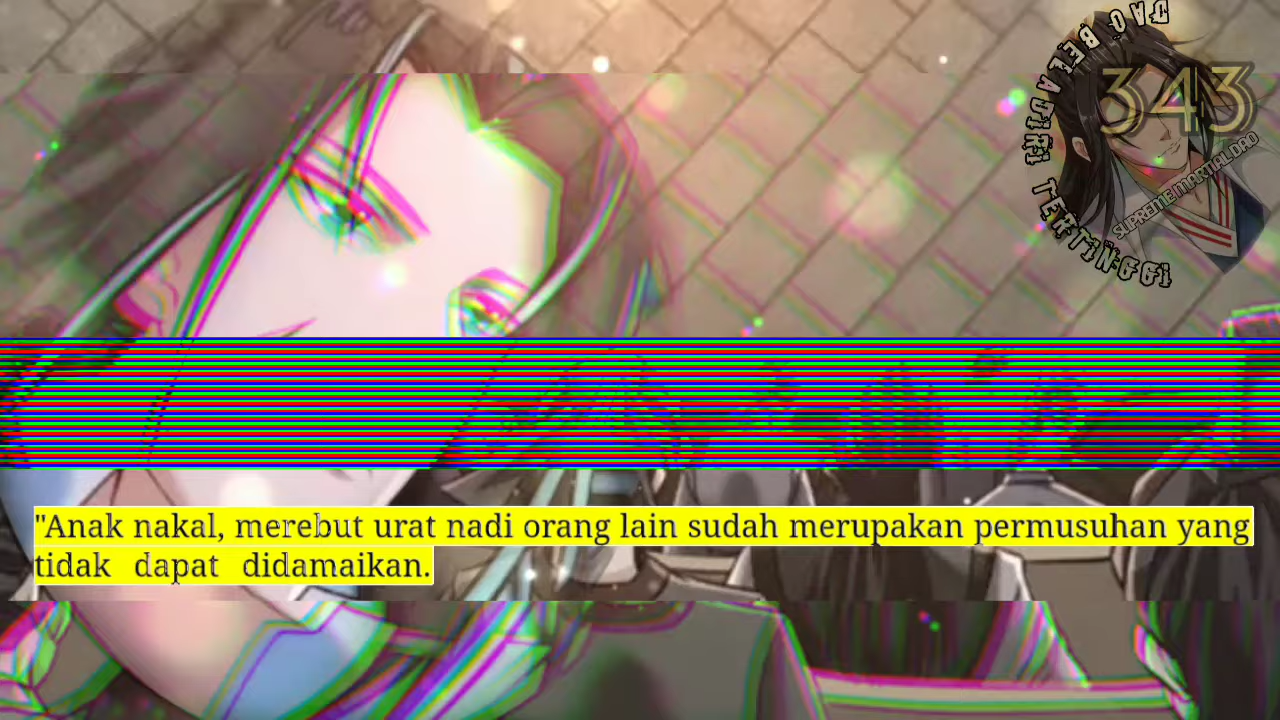 DAO BELADIRI TERTINGGI
343
SUPREME MARTIAL DAO
"Anak nakal, merebut urat nadi orang lain sudah merupakan permusuhan yang
tidak dapat didamaikan.